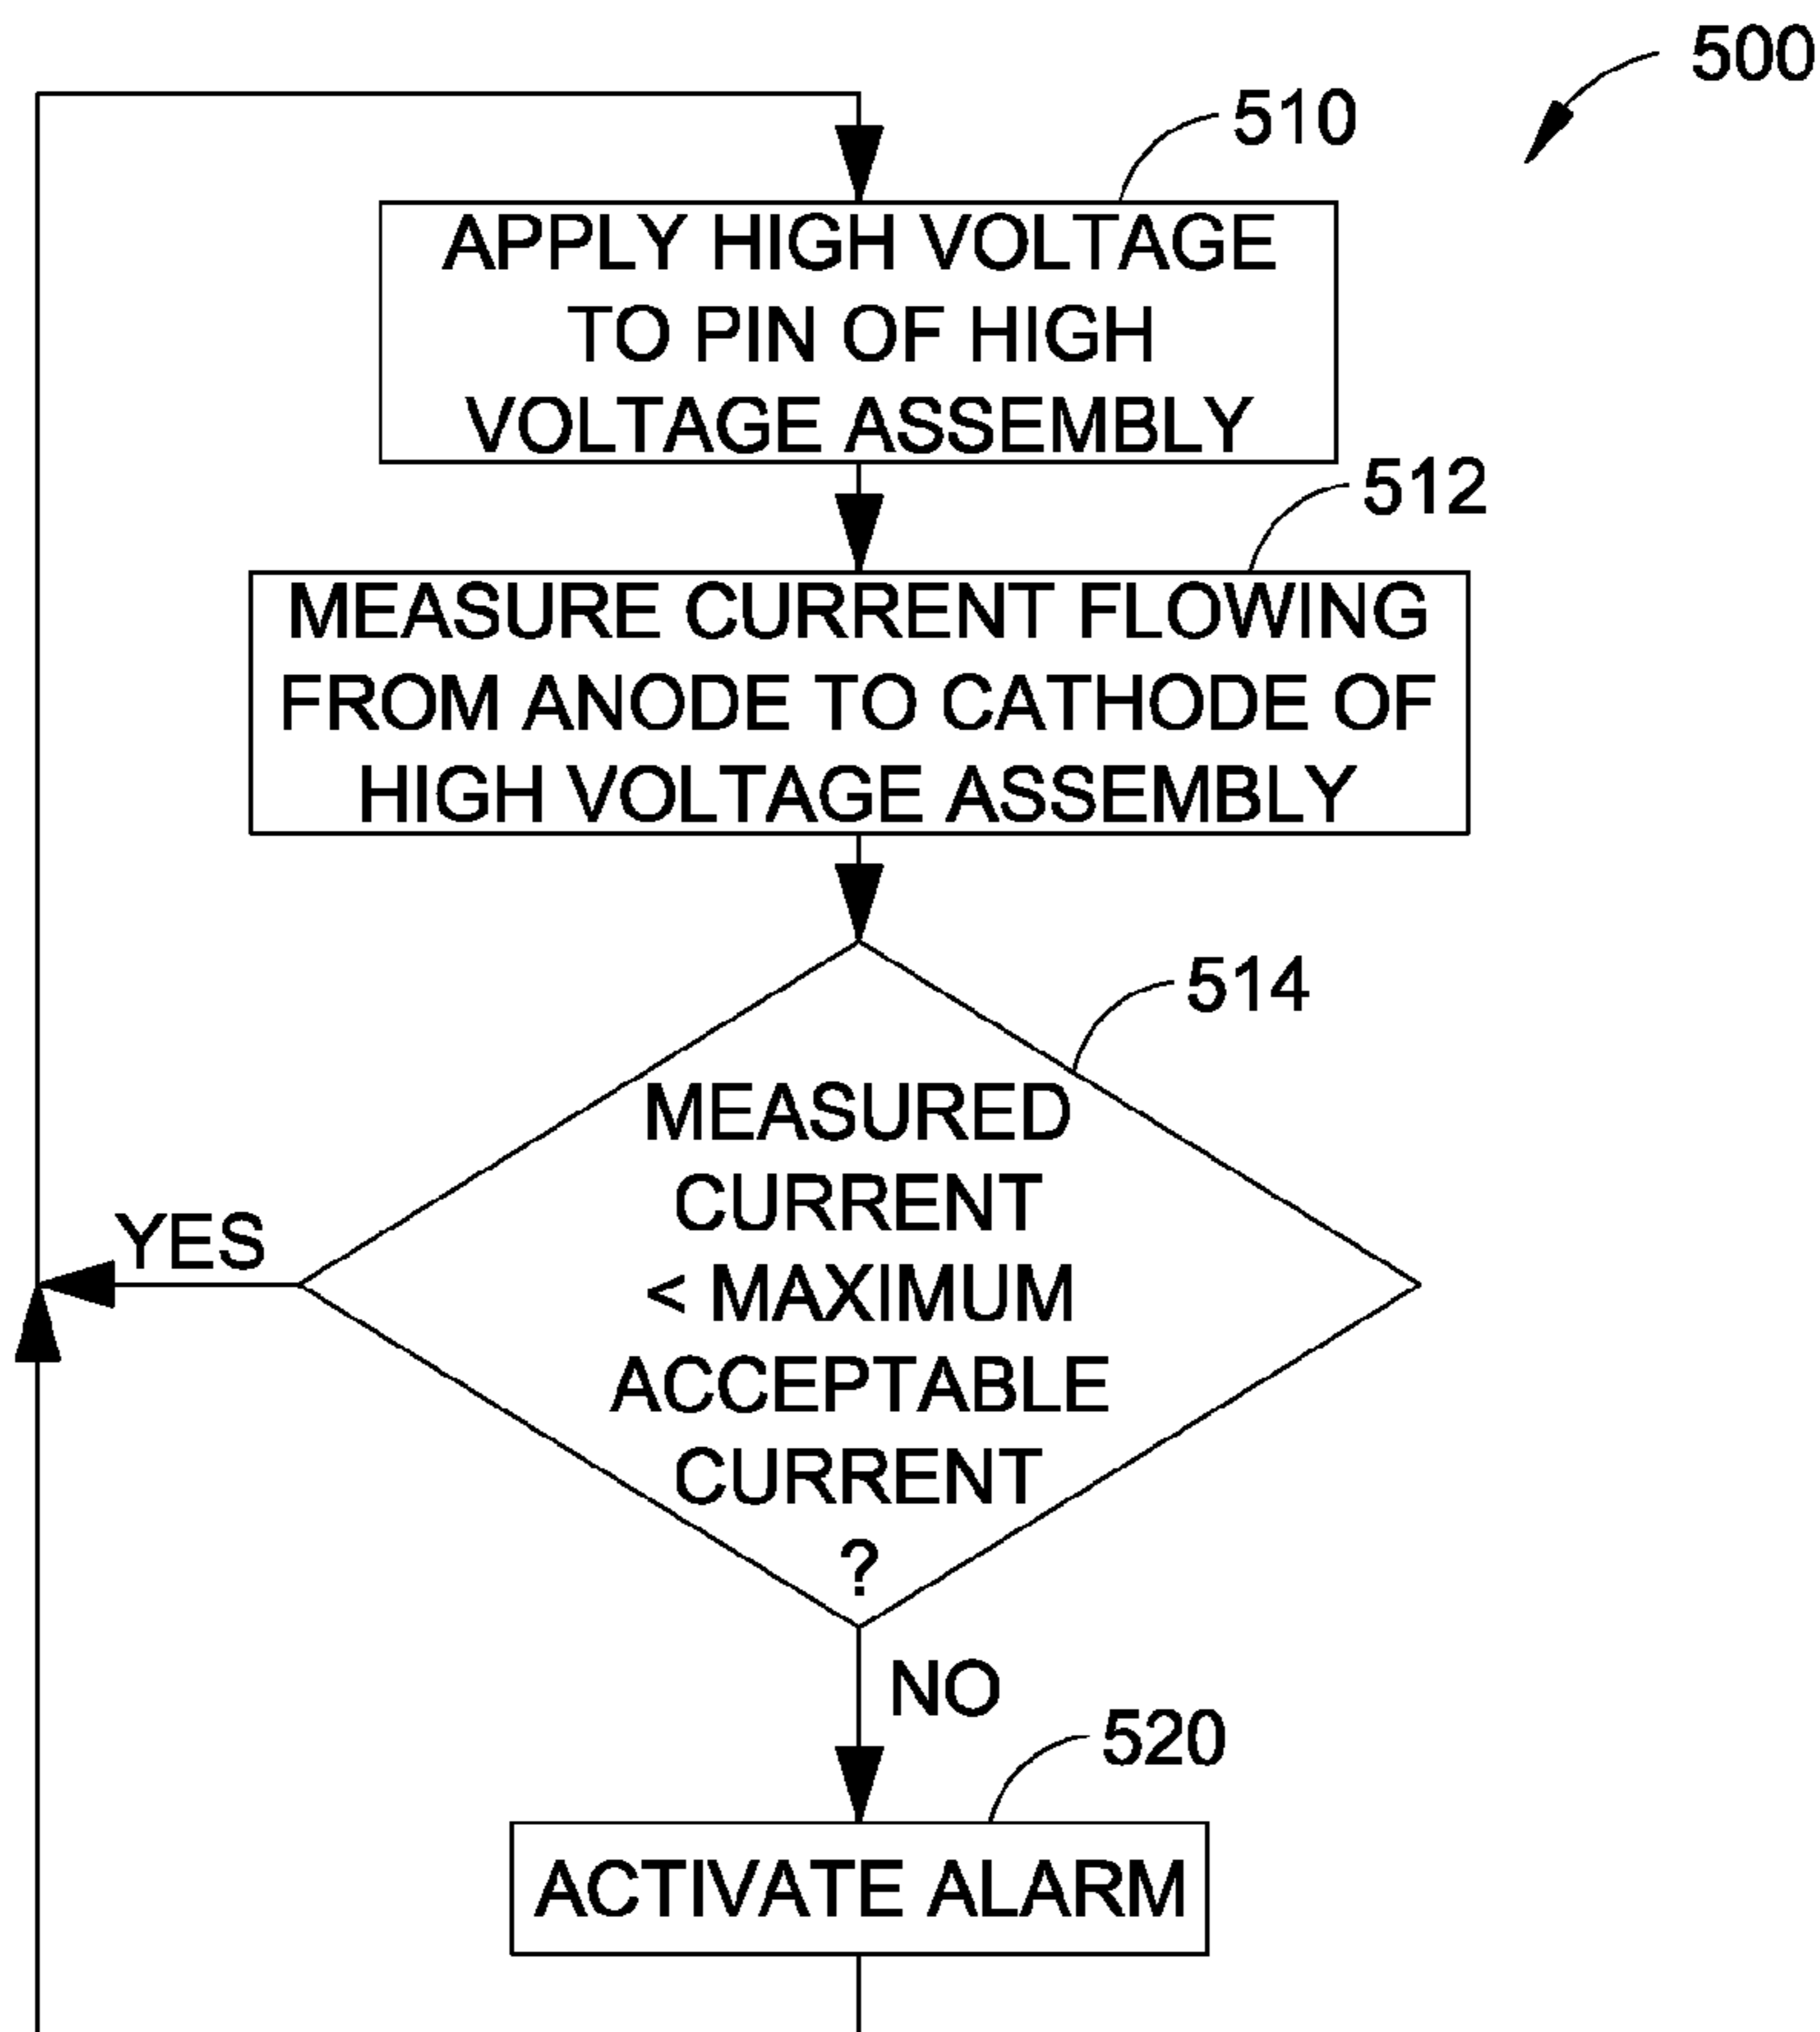 500
510
APPLY HIGH VOLTAGE
TO PIN OF HIGH
VOLTAGE ASSEMBLY
512
MEASURE CURRENT FLOWING
FROM ANODE TO CATHODE OF
HIGH VOLTAGE ASSEMBLY
514
MEASURED
CURRENT
< MAXIMUM
ACCEPTABLE
CURRENT
?
YES
NO
520
ACTIVATE ALARM